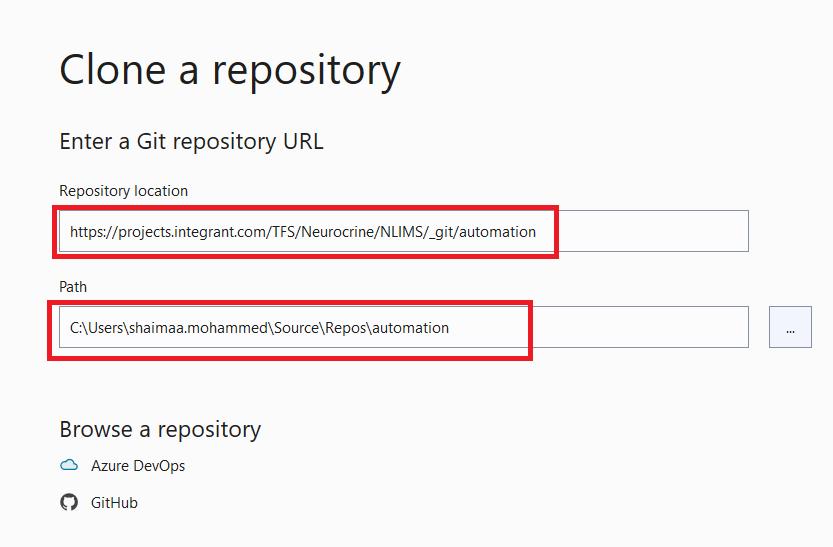 Clone a repository
Enter a Git repository URL
Repository location
https://projects.integrant.com/TFS/Neurocrine/NLIMS/_git/automation
Path
C:\Users\shaimaa.mohammed\Source\Repos\automation
...
Browse a repository
Azure DevOps
GitHub